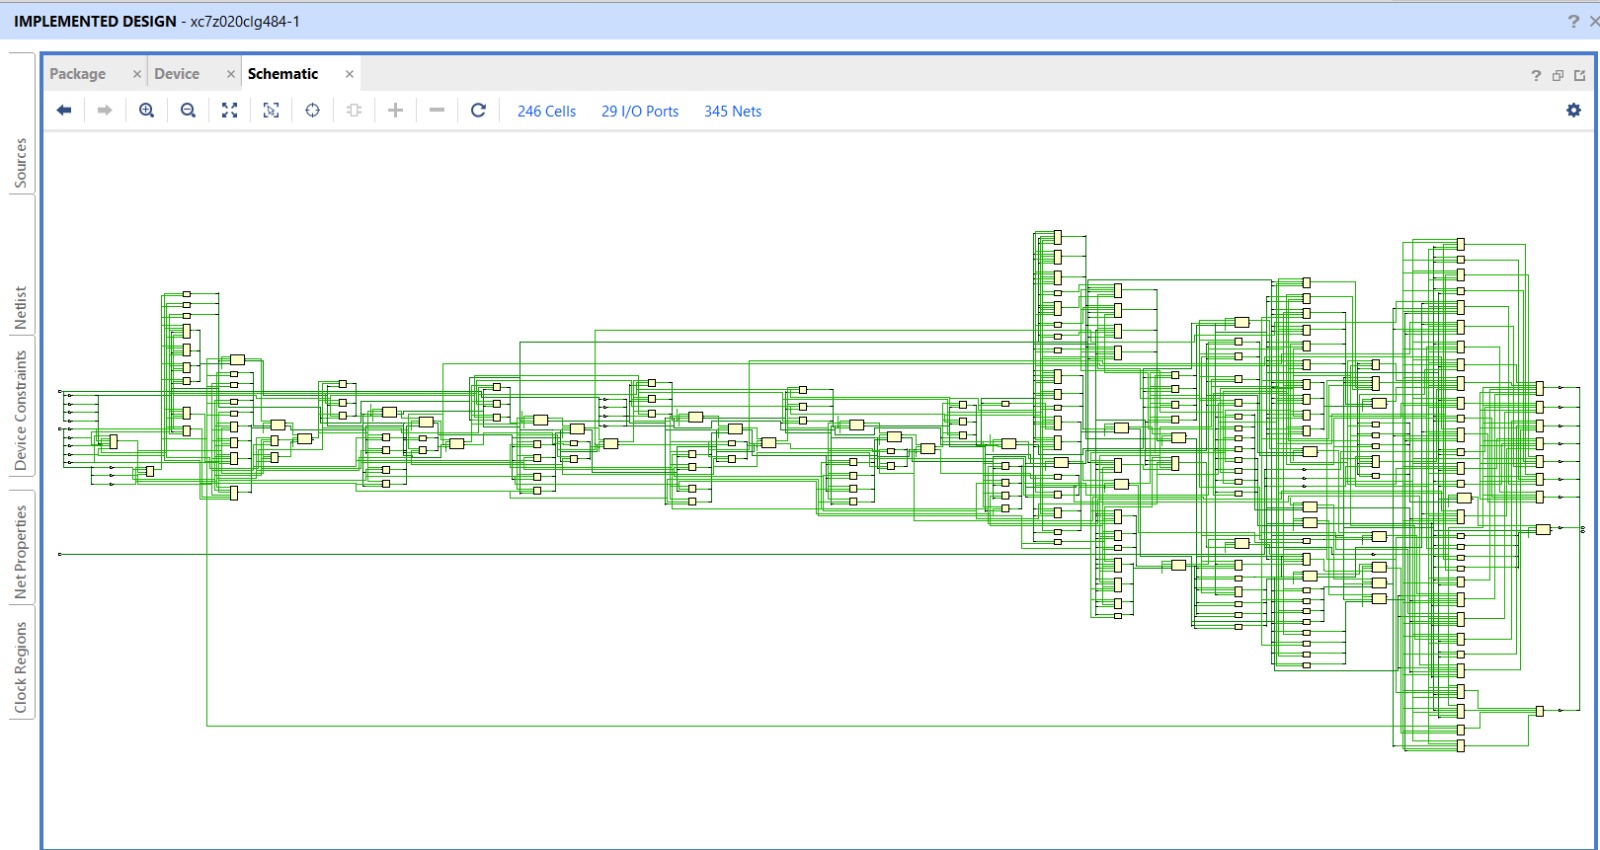 IMPLEMENTED DESIGN - xc7z020clg484-1
Package
Device
Schematic
246 Cells
29 I/O Ports
345 Nets
Sources
Netlist
Device Constraints
Net Properties
Clock Regions